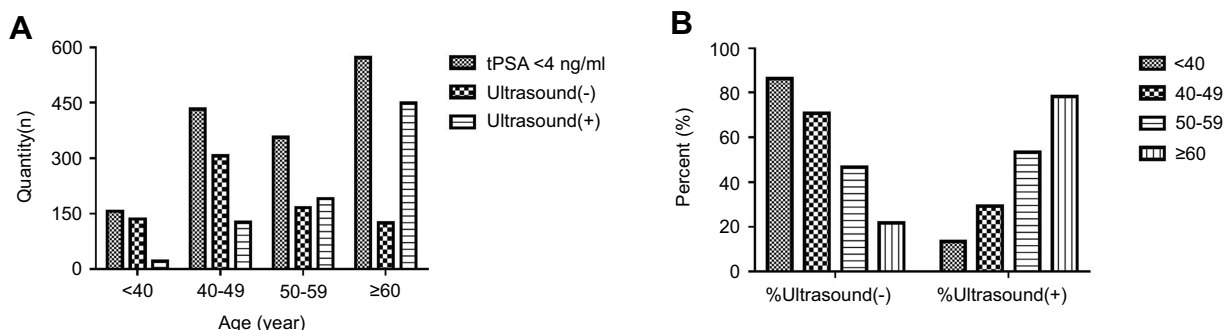 A
600
450
300
150
0
Quantity(n)
<40
40-49
50-59
≥60
Age (year)
tPSA <4 ng/ml
Ultrasound(-)
Ultrasound(+)
B
100
80
60
40
20
0
Percent (%)
%Ultrasound(-)
%Ultrasound(+)
<40
40-49
50-59
≥60